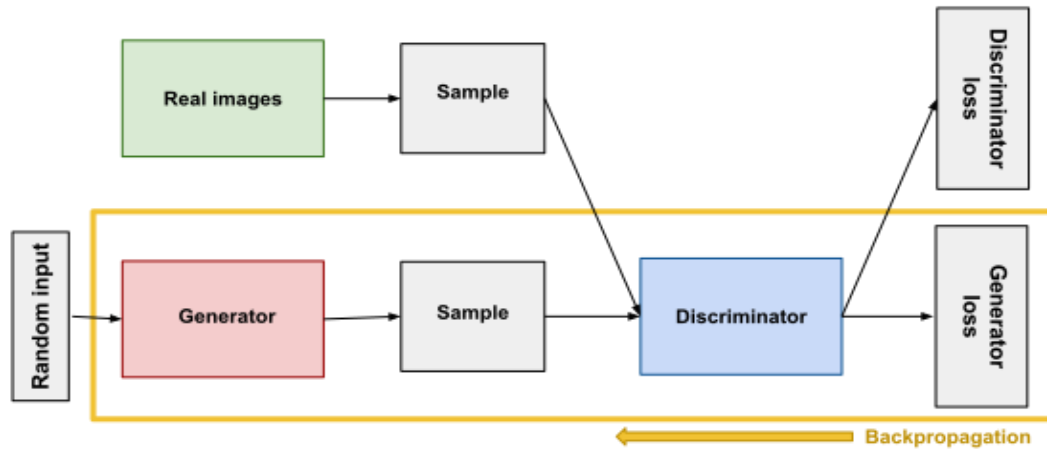 Real images
Sample
Discriminator
loss
Random input
Generator
Sample
Discriminator
Generator
loss
Backpropagation